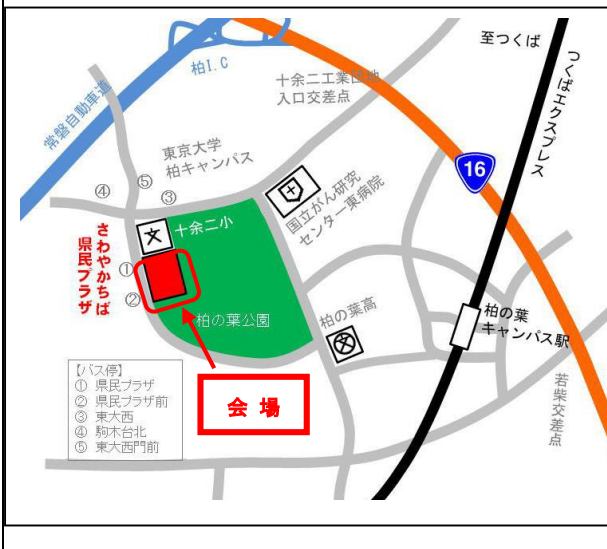 至つくば
つくばエクスプレス
柏I.C
常磐自動車道
十余二工業団地
入口交差点
東京大学
柏キャンパス
16
④
⑤
③
国立がん研究
センター東病院
文
十余二小
さわやかちば
県民プラザ
①
②
柏の葉公園
柏の葉高
文
柏の葉
キャンパス駅
会場
若柴交差点
【バス停】
① 県民プラザ
② 県民プラザ前
③ 東大西
④ 駒木台北
⑤ 東大西門前